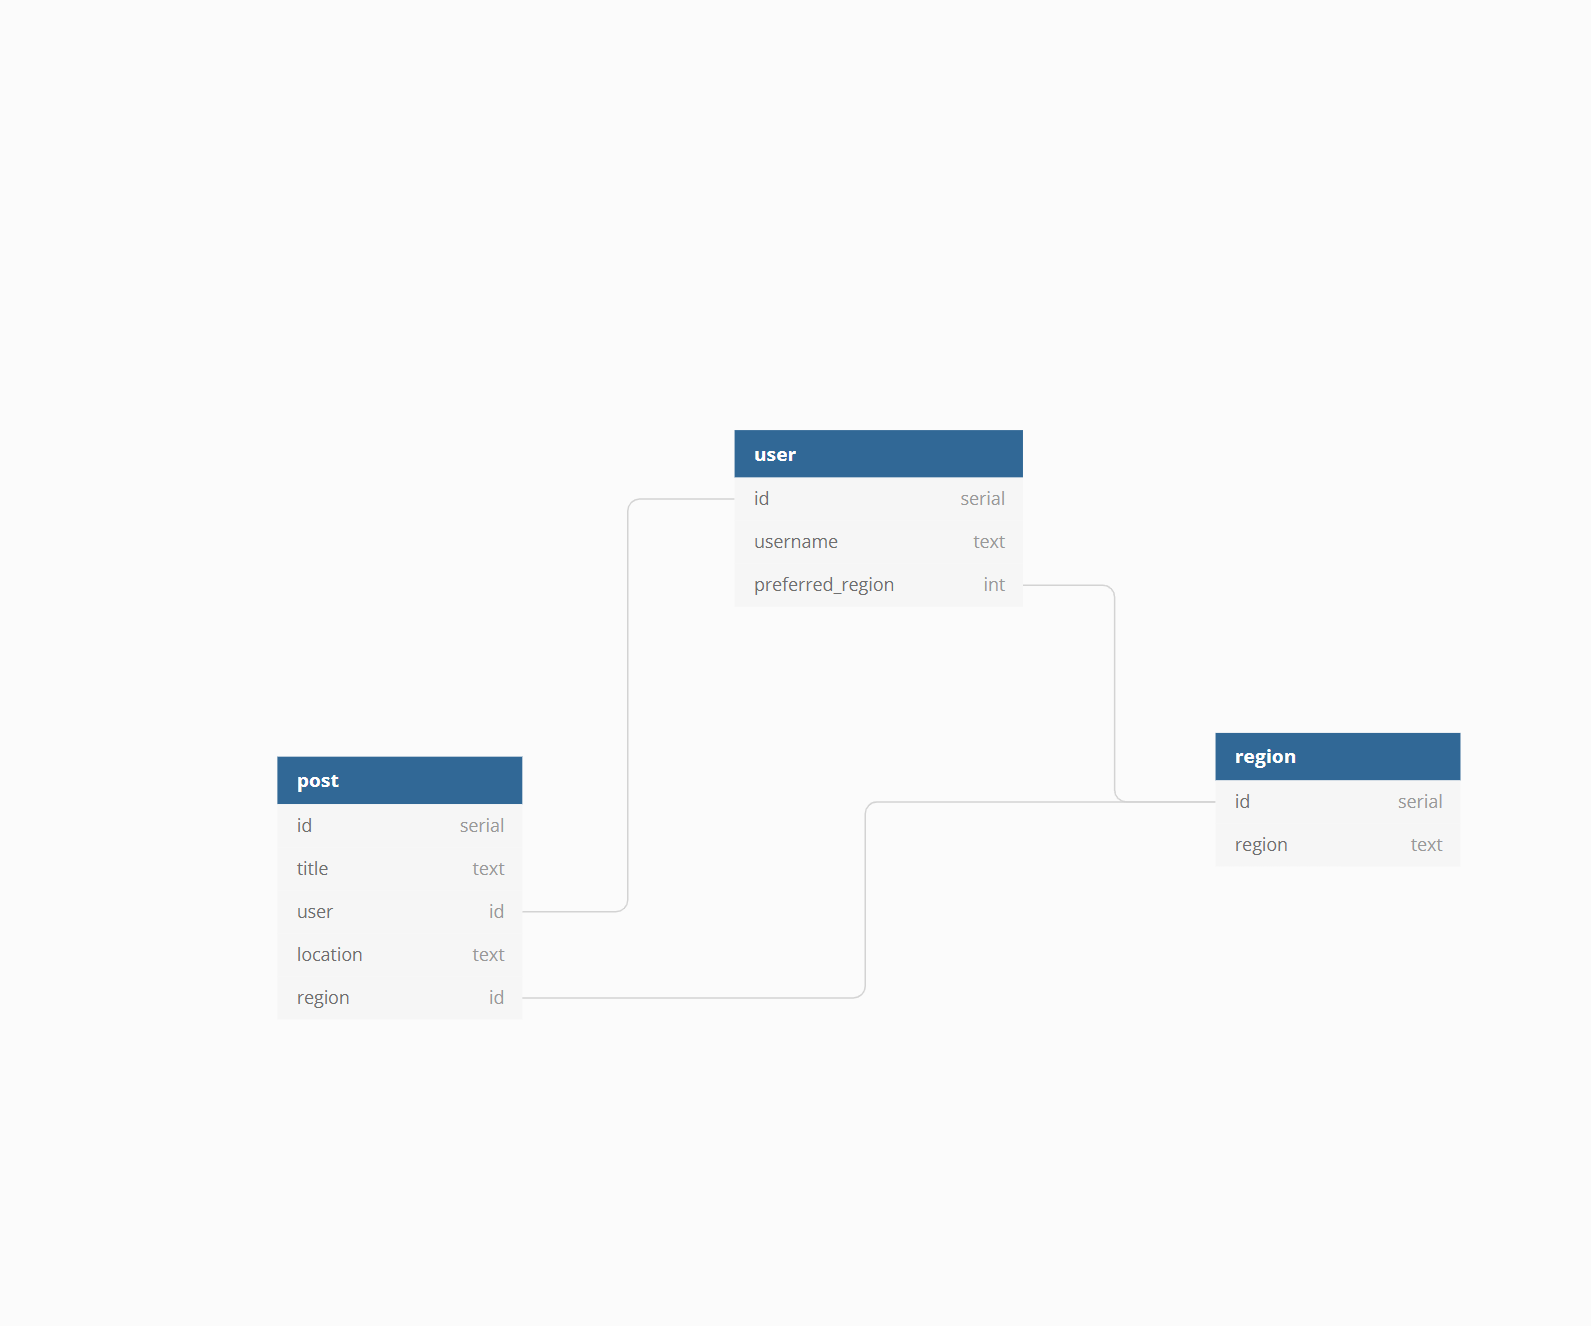 user
id serial
username text
preferred_region int
post
id serial
title text
user id
location text
region id
region
id serial
region text